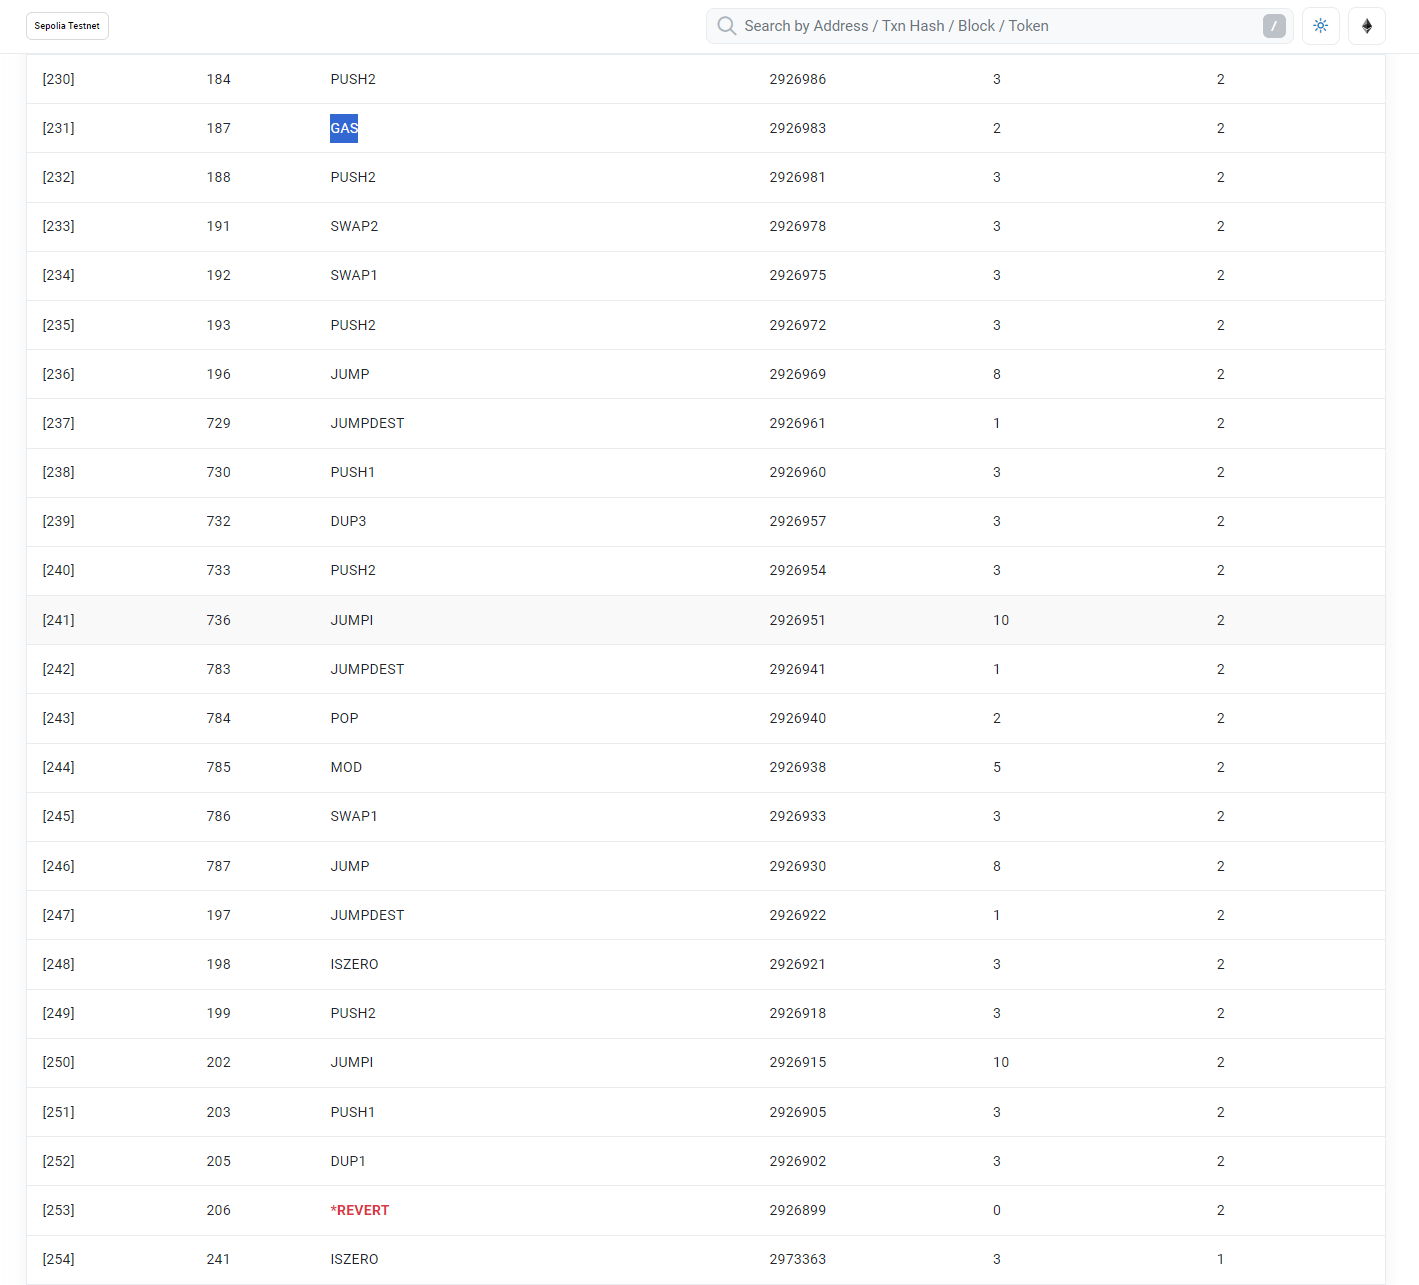 Sepolia Testnet
Search by Address / Txn Hash / Block / Token /
[230] 184 PUSH2 2926986 3 2
[231] 187 GAS 2926983 2 2
[232] 188 PUSH2 2926981 3 2
[233] 191 SWAP2 2926978 3 2
[234] 192 SWAP1 2926975 3 2
[235] 193 PUSH2 2926972 3 2
[236] 196 JUMP 2926969 8 2
[237] 729 JUMPDEST 2926961 1 2
[238] 730 PUSH1 2926960 3 2
[239] 732 DUP3 2926957 3 2
[240] 733 PUSH2 2926954 3 2
[241] 736 JUMPI 2926951 10 2
[242] 783 JUMPDEST 2926941 1 2
[243] 784 POP 2926940 2 2
[244] 785 MOD 2926938 5 2
[245] 786 SWAP1 2926933 3 2
[246] 787 JUMP 2926930 8 2
[247] 197 JUMPDEST 2926922 1 2
[248] 198 ISZERO 2926921 3 2
[249] 199 PUSH2 2926918 3 2
[250] 202 JUMPI 2926915 10 2
[251] 203 PUSH1 2926905 3 2
[252] 205 DUP1 2926902 3 2
[253] 206 *REVERT 2926899 0 2
[254] 241 ISZERO 2973363 3 1